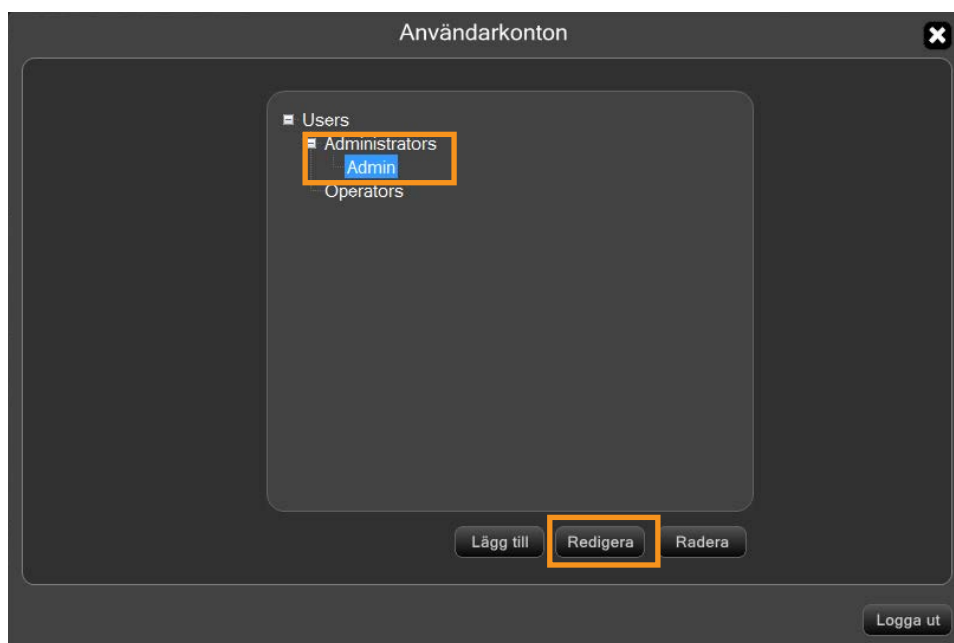 Användarkonton
Users
Administrators
Admin
Operators
Lägg till Redigera Radera
Logga ut